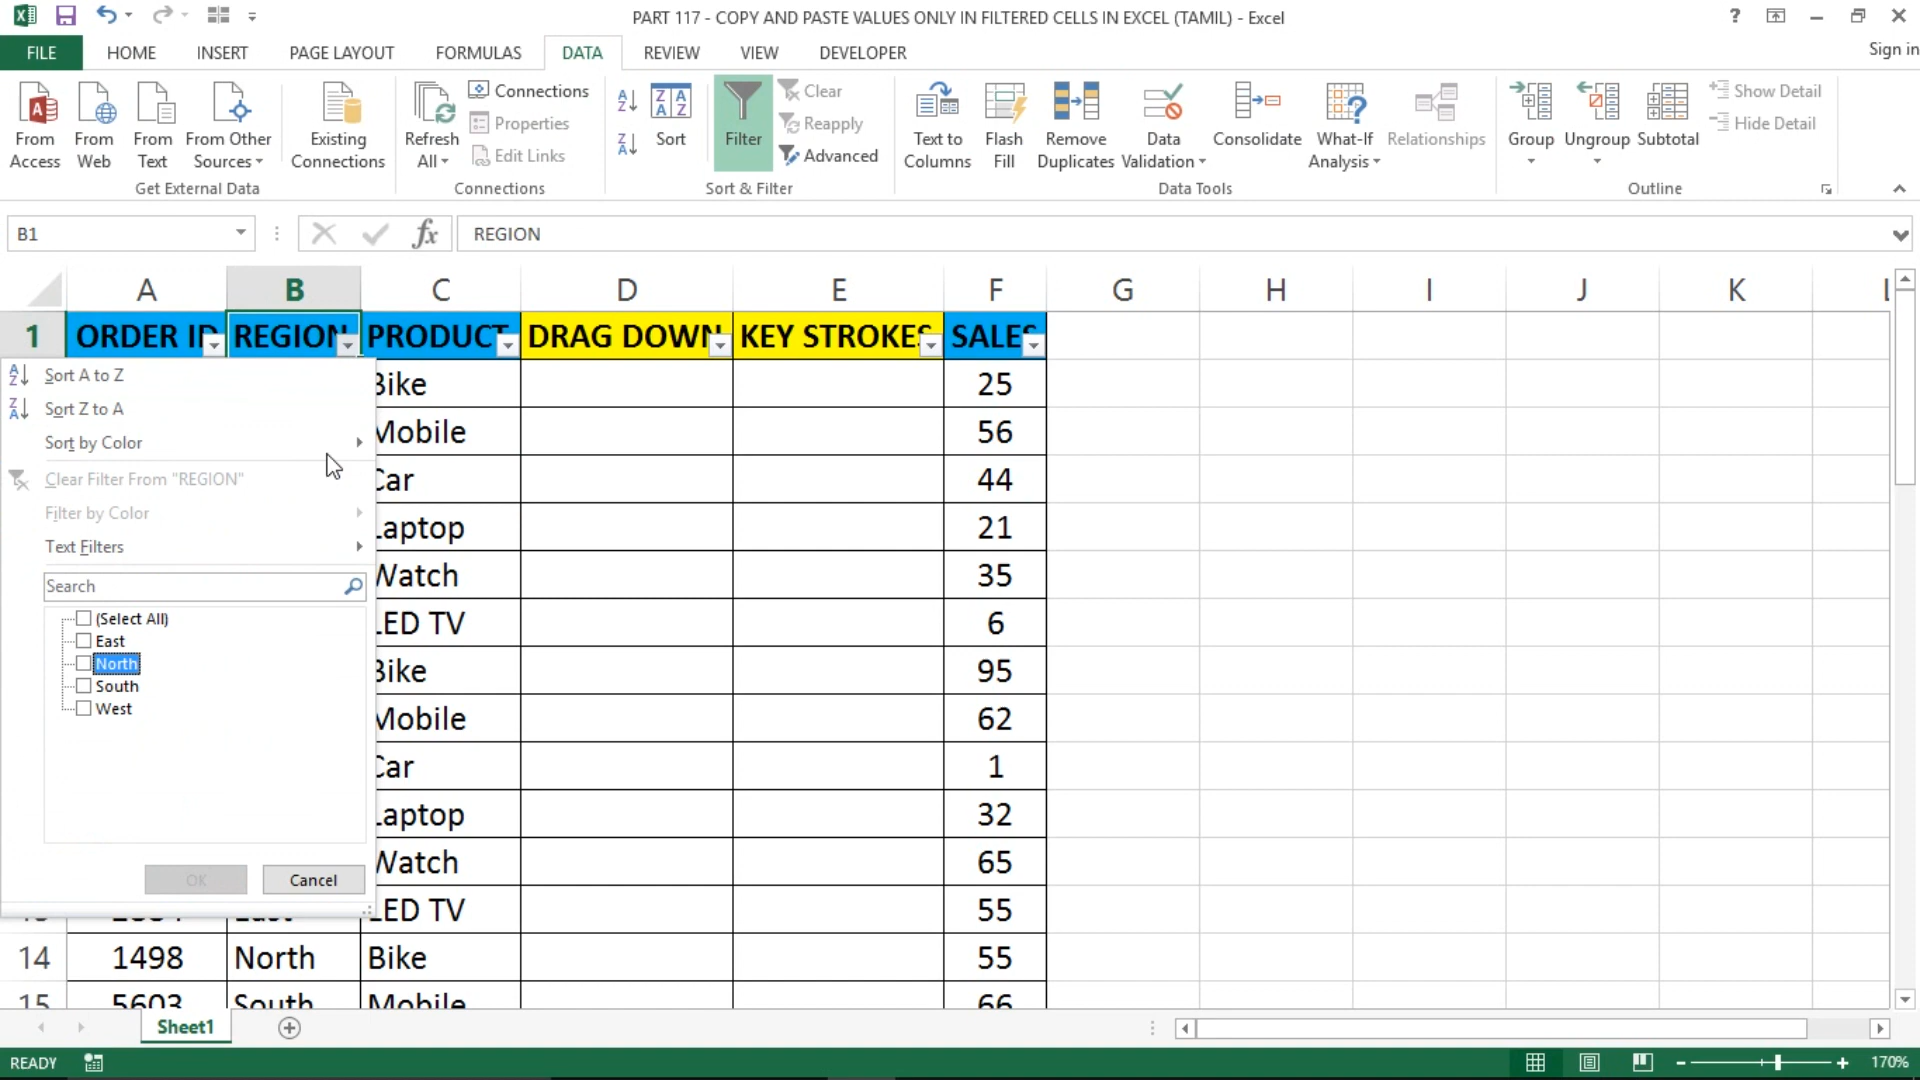 PART 117 - COPY AND PASTE VALUES ONLY IN FILTERED CELLS IN EXCEL (TAMIL) - Excel
?
FILE HOME INSERT PAGE LAYOUT FORMULAS DATA REVIEW VIEW DEVELOPER Sign in
From Access
From Web
From Text
From Other Sources
Existing Connections
Get External Data
Refresh All
Connections
Properties
Edit Links
Connections
Sort
Filter
Clear
Reapply
Advanced
Sort & Filter
Text to Columns
Flash Fill
Remove Duplicates
Data Validation
Consolidate
What-If Analysis
Relationships
Data Tools
Group
Ungroup
Subtotal
Show Detail
Hide Detail
Outline
B1 fx REGION
A B C D E F G H I J K
1 REGION PRODUCT DRAG DOWN KEY STROKES SALES
Sort A to Z
Sort Z to A
Sort by Color
Clear Filter From "REGION"
Filter by Color
Text Filters
Search
(Select All)
East
North
South
West
OK Cancel
Bike 25
Mobile 56
Car 44
Laptop 21
Watch 35
LED TV 6
Bike 95
Mobile 62
Car 1
Laptop 32
Watch 65
LED TV 55
14 1498 North Bike 55
15 5603 South Mobile 66
Sheet1
READY 170%